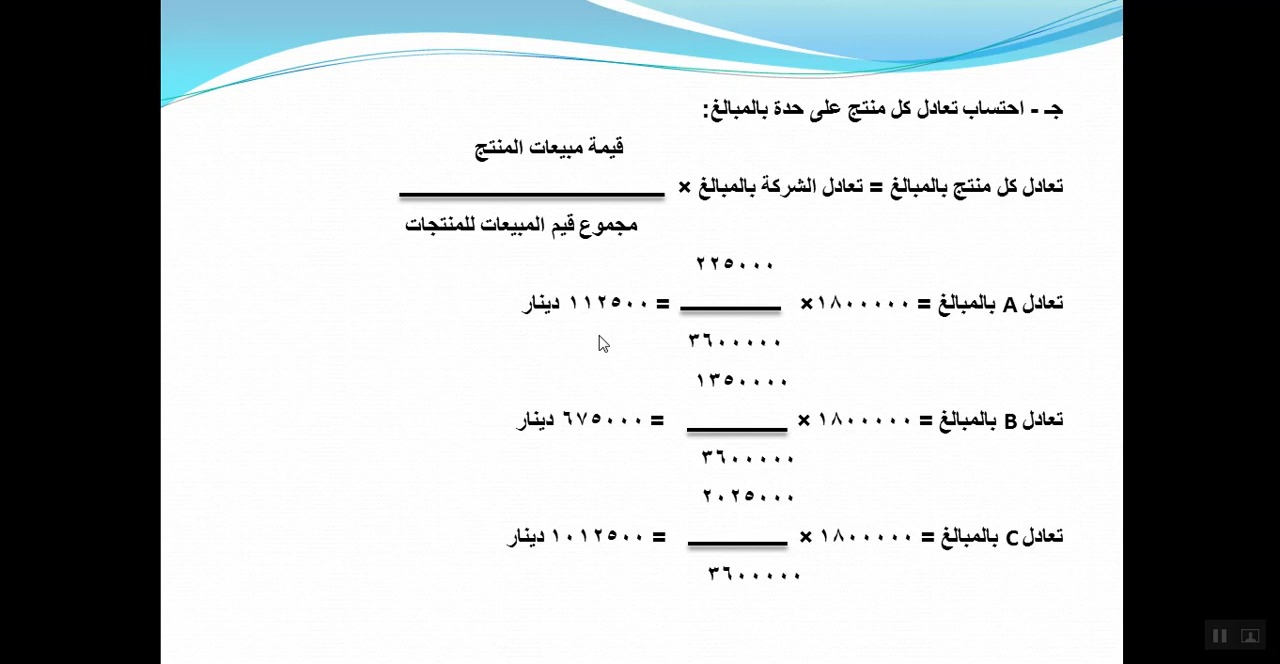 جـ - احتساب تعادل كل منتج على حدة بالمبالغ:
قيمة مبيعات المنتج
تعادل كل منتج بالمبالغ = تعادل الشركة بالمبالغ ×
مجموع قيم المبيعات للمنتجات
٢٢٥٠٠٠
تعادل A بالمبالغ = ١٨٠٠٠٠٠× = ١١٢٥٠٠ دينار
٣٦٠٠٠٠٠
١٣٥٠٠٠٠
تعادل B بالمبالغ = ١٨٠٠٠٠٠ × = ٦٧٥٠٠٠ دينار
٣٦٠٠٠٠٠
٢٠٢٥٠٠٠
تعادل C بالمبالغ = ١٨٠٠٠٠٠ × = ١٠١٢٥٠٠ دينار
٣٦٠٠٠٠٠